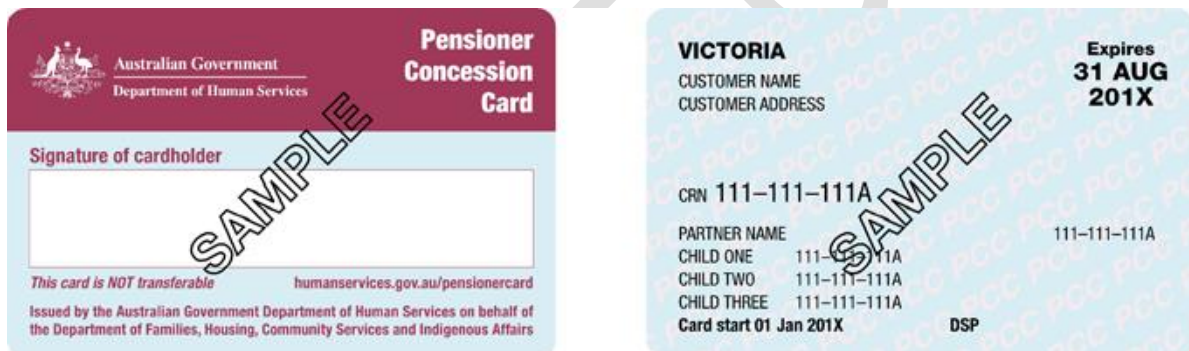 Australian Government
Department of Human Services
Pensioner
Concession
Card
Signature of cardholder
SAMPLE
This card is NOT transferable
humanservices.gov.au/pensionercard
Issued by the Australian Government Department of Human Services on behalf of
the Department of Families, Housing, Community Services and Indigenous Affairs
VICTORIA
CUSTOMER NAME
CUSTOMER ADDRESS
Expires
31 AUG
201X
SAMPLE
CRN 111–111–111A
PARTNER NAME 111–111–111A
CHILD ONE 111–111–111A
CHILD TWO 111–111–111A
CHILD THREE 111–111–111A
Card start 01 Jan 201X DSP